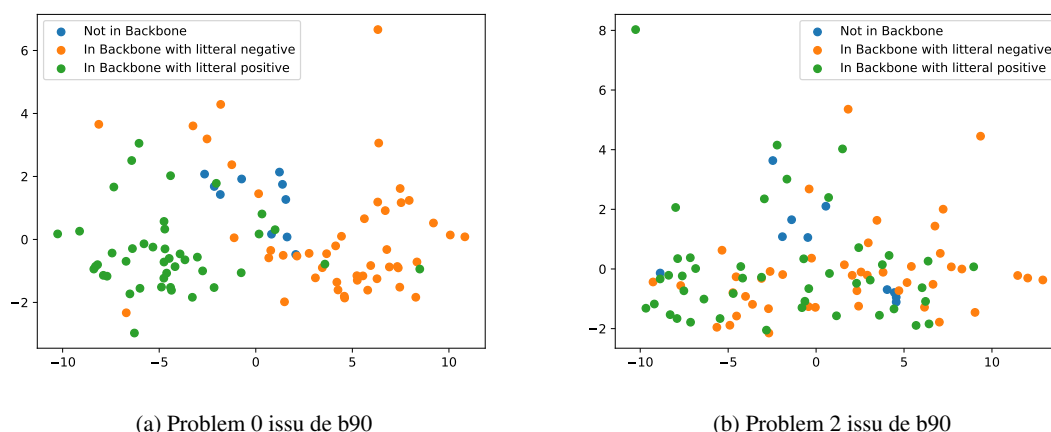 Not in Backbone
In Backbone with litteral negative
In Backbone with litteral positive
6
4
2
0
−2
−10
−5
0
5
10
(a) Problem 0 issu de b90
Not in Backbone
In Backbone with litteral negative
In Backbone with litteral positive
8
6
4
2
0
−2
−10
−5
0
5
10
(b) Problem 2 issu de b90